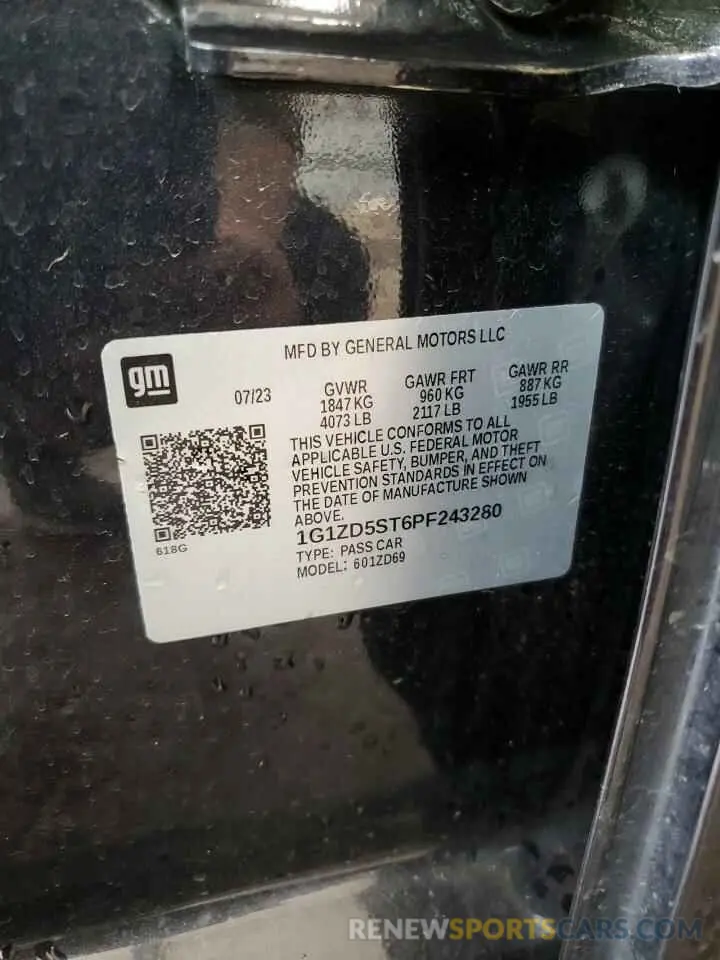 MFD BY GENERAL MOTORS LLC
gm
07/23
GVWR
1847 KG
4073 LB
GAWR FRT
960 KG
2117 LB
GAWR RR
887 KG
1955 LB
THIS VEHICLE CONFORMS TO ALL
APPLICABLE U.S. FEDERAL MOTOR
VEHICLE SAFETY, BUMPER, AND THEFT
PREVENTION STANDARDS IN EFFECT ON
THE DATE OF MANUFACTURE SHOWN
ABOVE.
618G
1G1ZD5ST6PF243280
TYPE: PASS CAR
MODEL: 601ZD69
RENEWSPORTSCARS.COM